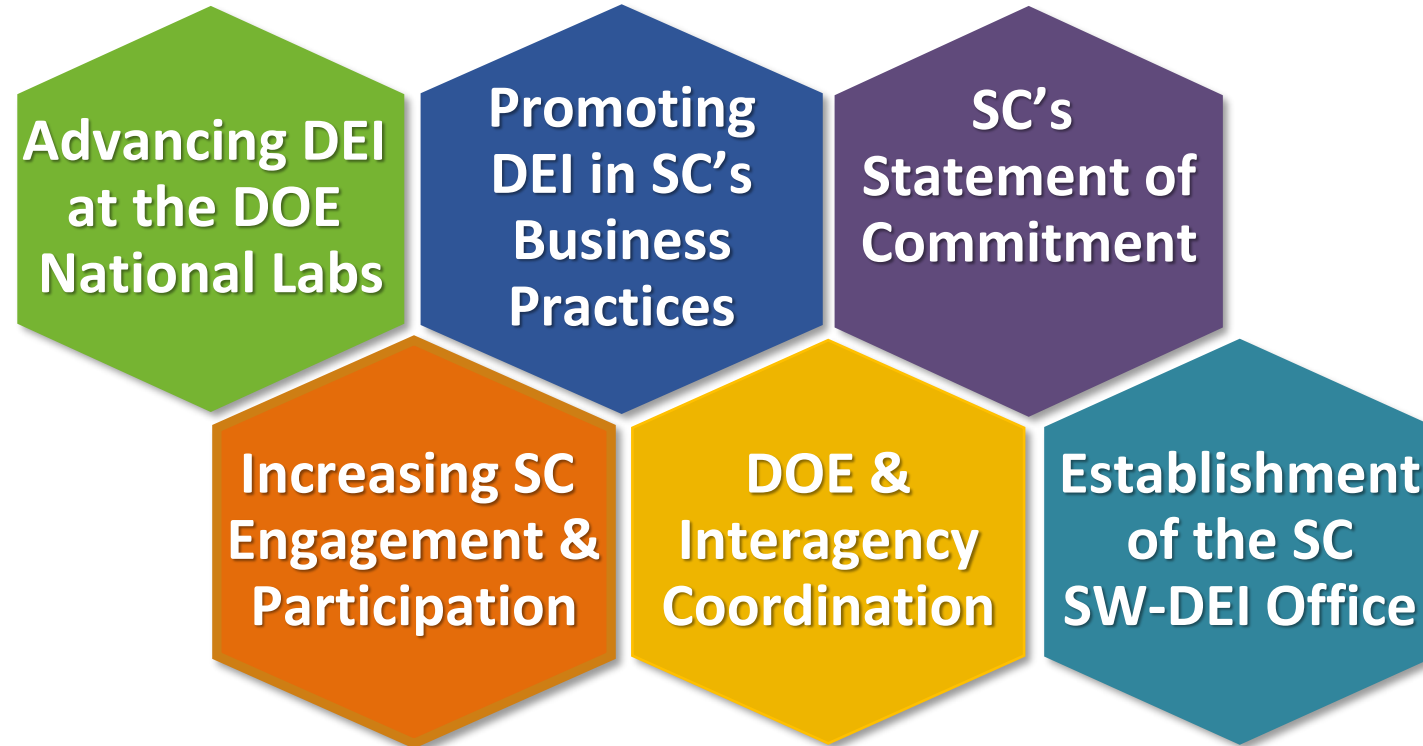 Advancing DEI
at the DOE
National Labs
Promoting
DEI in SC’s
Business
Practices
SC’s
Statement of
Commitment
Increasing SC
Engagement &
Participation
DOE &
Interagency
Coordination
Establishment
of the SC
SW-DEI Office